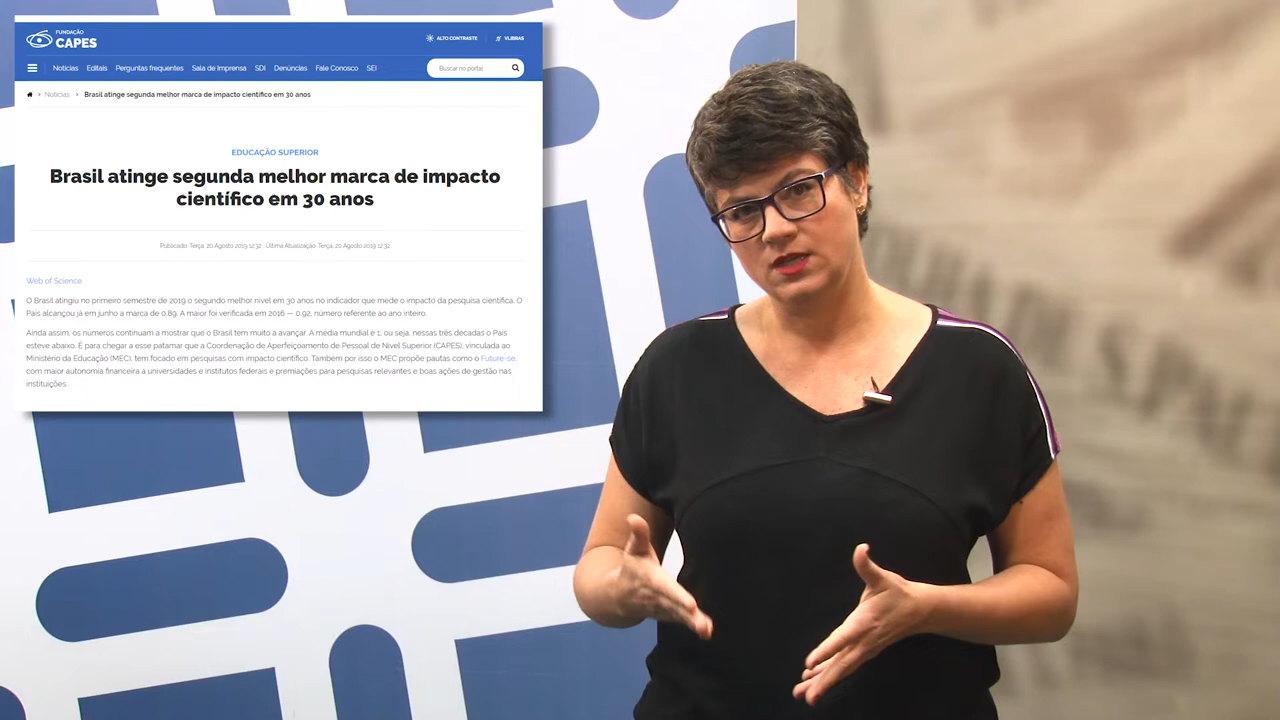 FUNDAÇÃO
CAPES
ALTO CONTRASTE VLIBRAS
Notícias Editais Perguntas frequentes Sala de Imprensa SDI Denúncias Fale Conosco SEI Buscar no portal
Notícias Brasil atinge segunda melhor marca de impacto científico em 30 anos
EDUCAÇÃO SUPERIOR
Brasil atinge segunda melhor marca de impacto
científico em 30 anos
Publicado: Terça, 20 Agosto 2019 12:32 . Última Atualização: Terça, 20 Agosto 2019 12:32
Web of Science
O Brasil atingiu no primeiro semestre de 2019 o segundo melhor nível em 30 anos no indicador que mede o impacto da pesquisa científica. O
País alcançou já em junho a marca de 0,89. A maior foi verificada em 2016 — 0,92, número referente ao ano inteiro.
Ainda assim, os números continuam a mostrar que o Brasil tem muito a avançar. A média mundial é 1, ou seja, nessas três décadas o País
esteve abaixo. É para chegar a esse patamar que a Coordenação de Aperfeiçoamento de Pessoal de Nível Superior (CAPES), vinculada ao
Ministério da Educação (MEC), tem focado em pesquisas com impacto científico. Também por isso o MEC propõe pautas como o Future-se,
com maior autonomia financeira a universidades e institutos federais e premiações para pesquisas relevantes e boas ações de gestão nas
instituições.